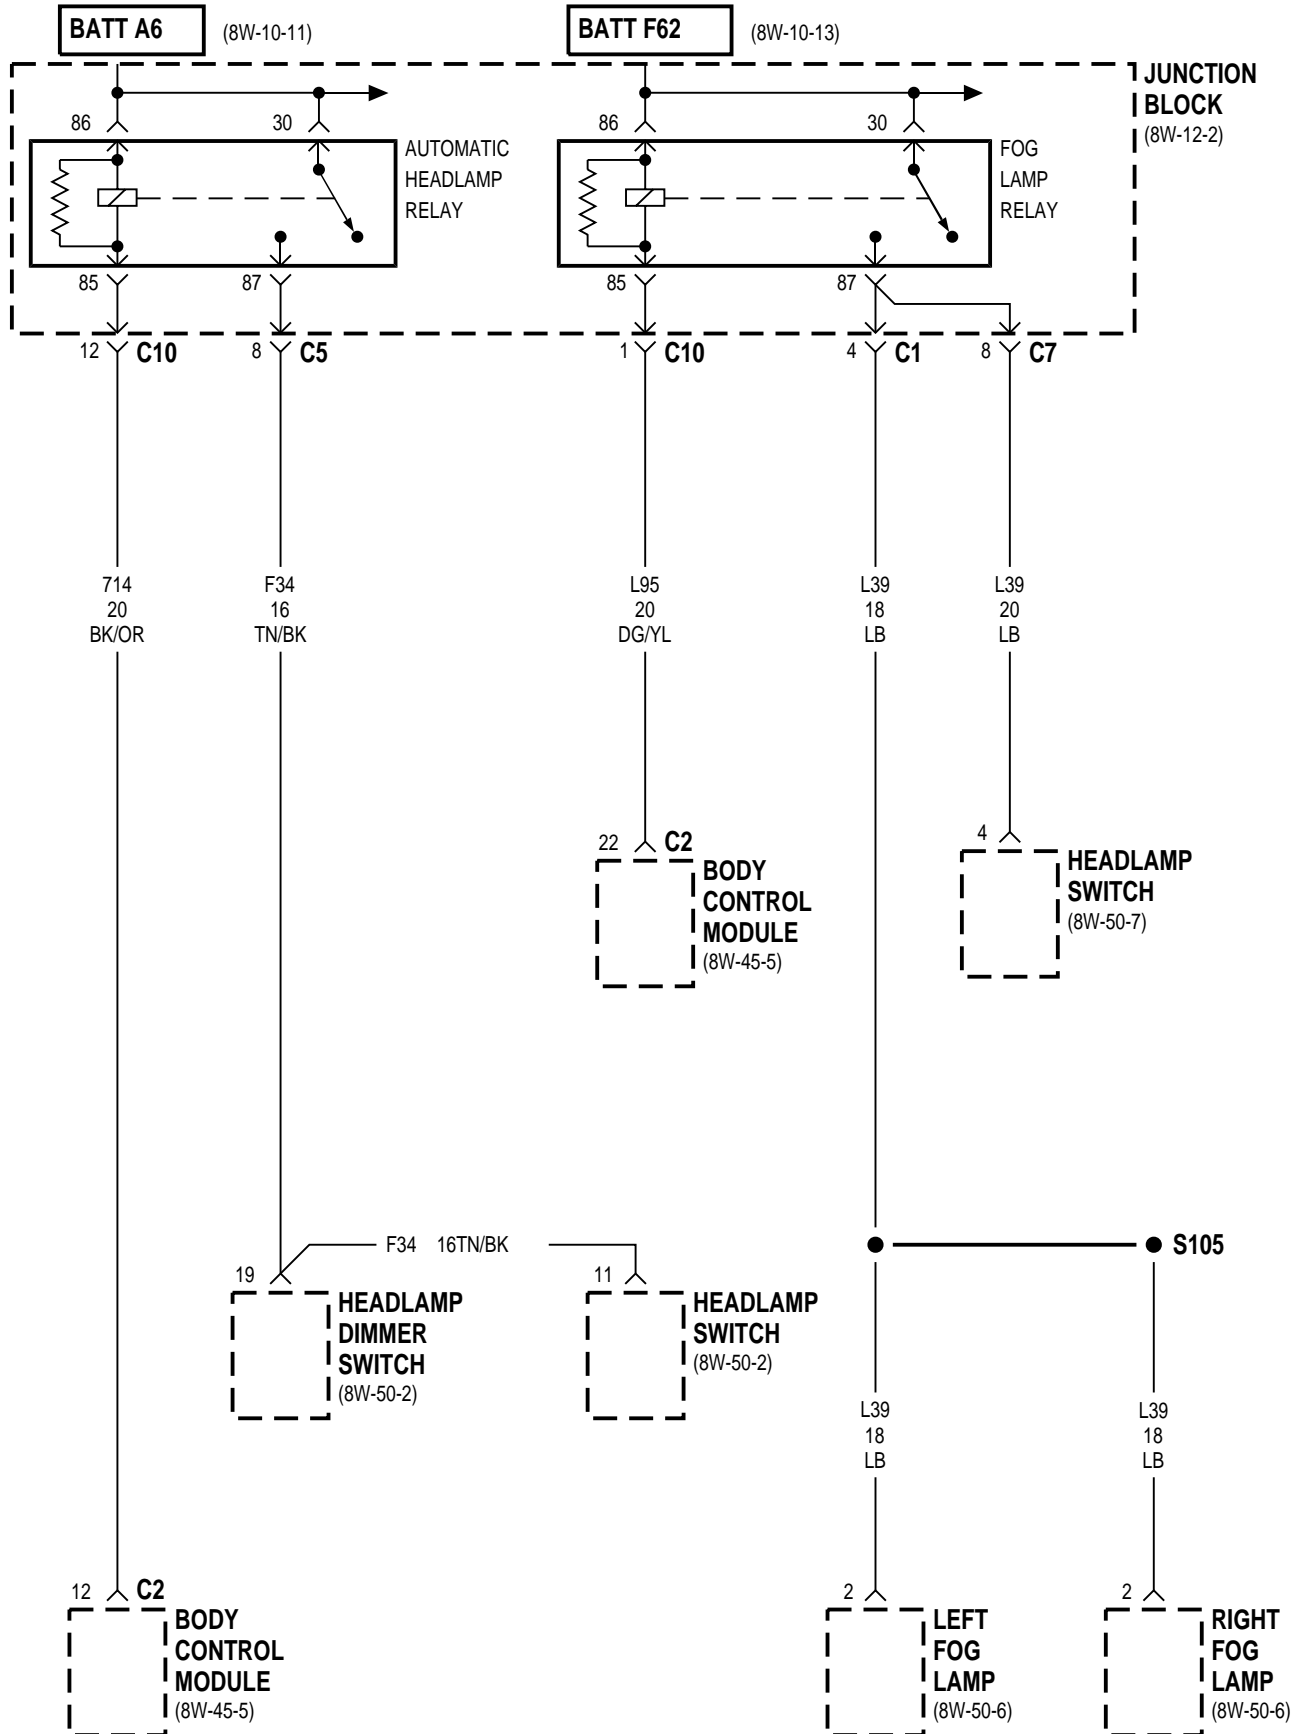 BATT A6
(8W-10-11)
BATT F62
(8W-10-13)
JUNCTION
BLOCK
(8W-12-2)
86
30
86
30
AUTOMATIC
HEADLAMP
RELAY
FOG
LAMP
RELAY
85
87
85
87
12
C10
8
C5
1
C10
4
C1
8
C7
714
20
BK/OR
F34
16
TN/BK
L95
20
DG/YL
L39
18
LB
L39
20
LB
22
C2
BODY
CONTROL
MODULE
(8W-45-5)
4
HEADLAMP
SWITCH
(8W-50-7)
F34 16TN/BK
S105
19
HEADLAMP
DIMMER
SWITCH
(8W-50-2)
11
HEADLAMP
SWITCH
(8W-50-2)
L39
18
LB
L39
18
LB
12
C2
BODY
CONTROL
MODULE
(8W-45-5)
2
LEFT
FOG
LAMP
(8W-50-6)
2
RIGHT
FOG
LAMP
(8W-50-6)